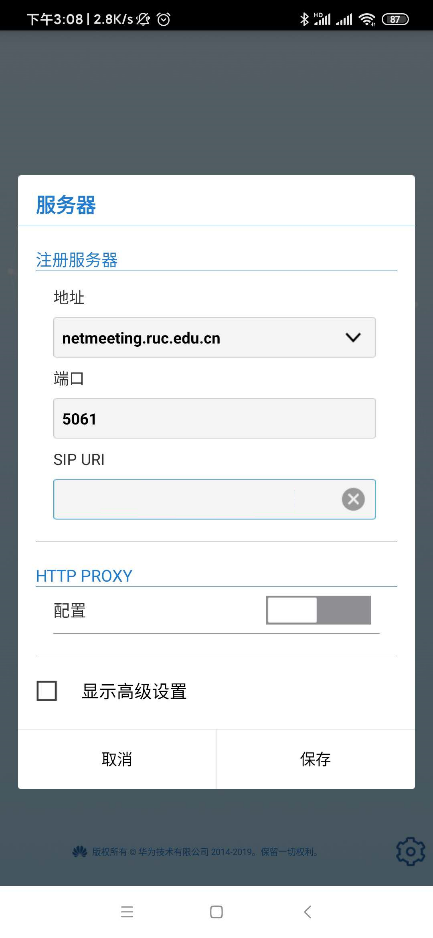 下午3:08 | 2.8K/s HD 87
服务器
注册服务器
地址
netmeeting.ruc.edu.cn
端口
5061
SIP URI
HTTP PROXY
配置
显示高级设置
取消 保存
版权所有 © 华为技术有限公司 2014-2019。保留一切权利。